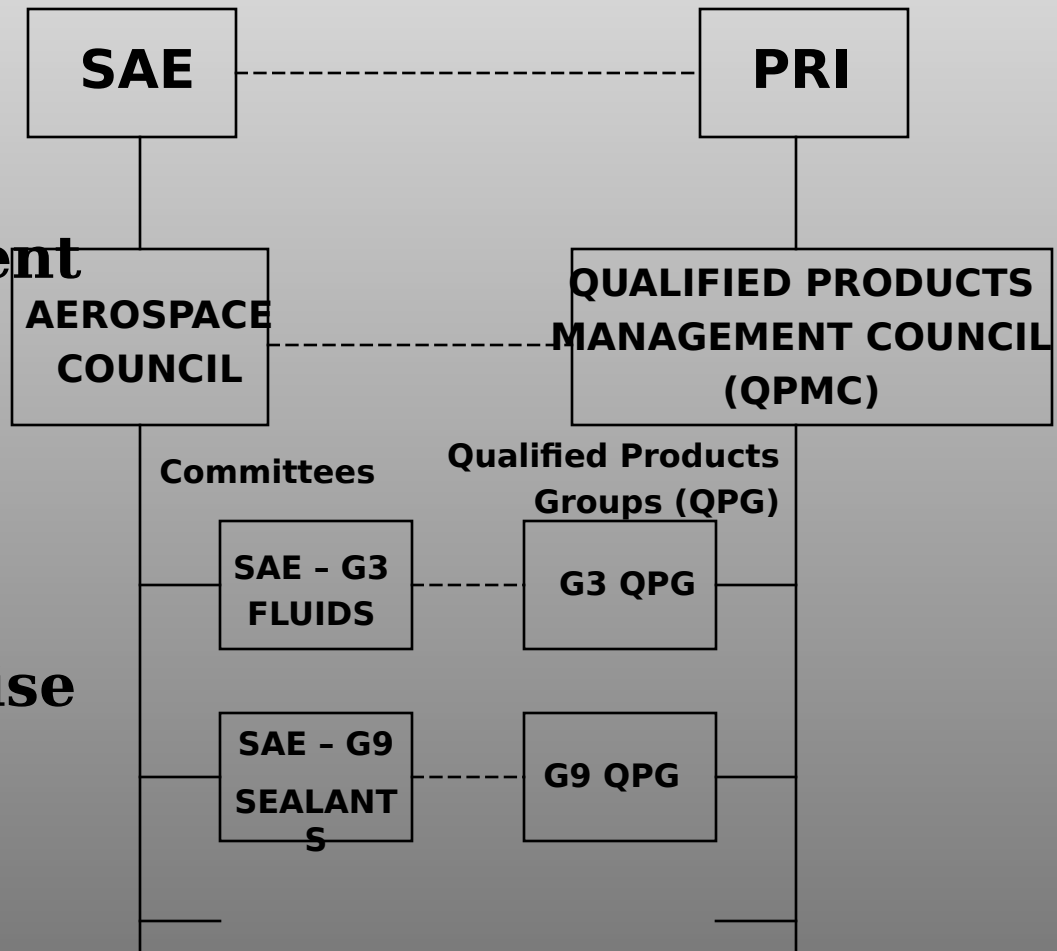 SAE
PRI
ent
AEROSPACE
COUNCIL
QUALIFIED PRODUCTS
MANAGEMENT COUNCIL
(QPMC)
Committees
Qualified Products
Groups (QPG)
SAE – G3
FLUIDS
G3 QPG
se
SAE – G9
SEALANT
S
G9 QPG